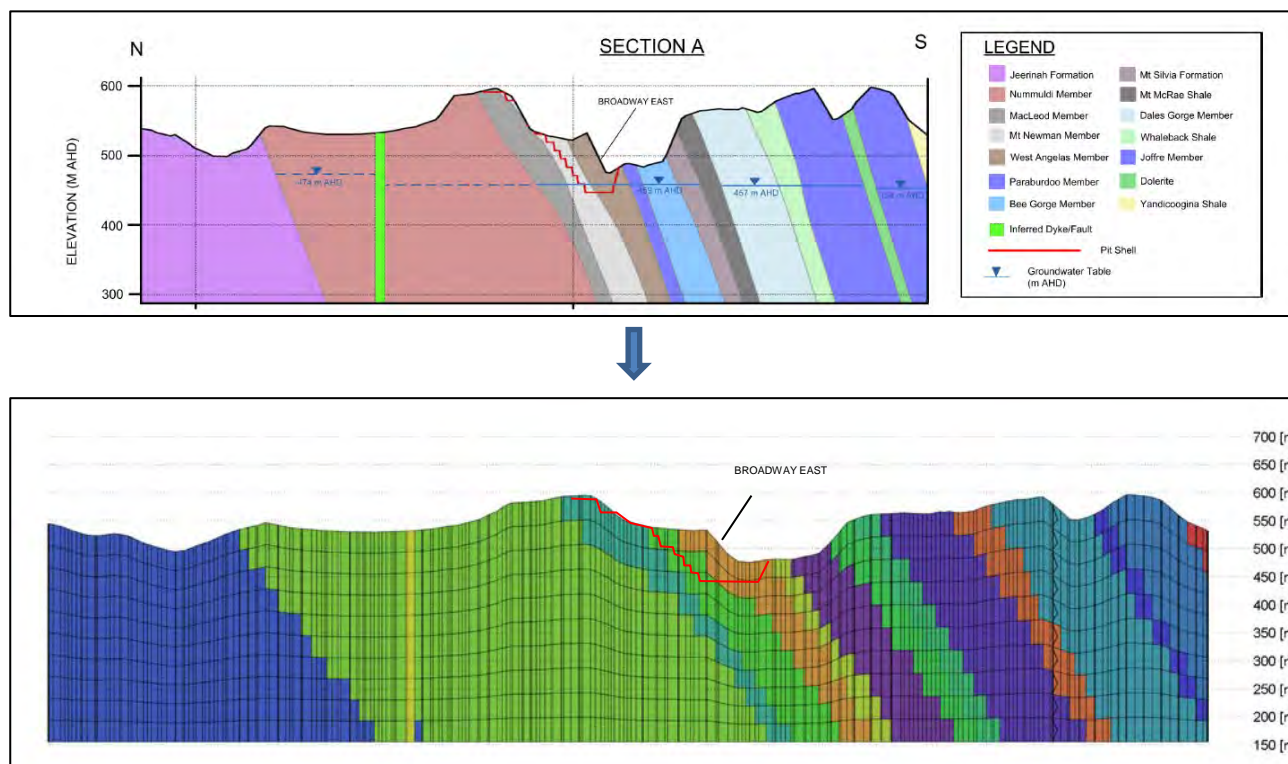 N
SECTION A
S
LEGEND
600
500
400
300
ELEVATION (M AHD)
BROADWAY EAST
-474 m AHD
-457 m AHD
Jeerinah Formation
Nummuldi Member
MacLeod Member
Mt Newman Member
West Angelas Member
Paraburdoo Member
Bee Gorge Member
Inferred Dyke/Fault
Mt Silvia Formation
Mt McRae Shale
Dales Gorge Member
Whaleback Shale
Joffre Member
Dolerite
Yandicoogina Shale
Pit Shell
Groundwater Table
(m AHD)
BROADWAY EAST
700 [
650 [
600 [
550 [
500 [
450 [
400 [
350 [
300 [
250 [
200 [
150 [